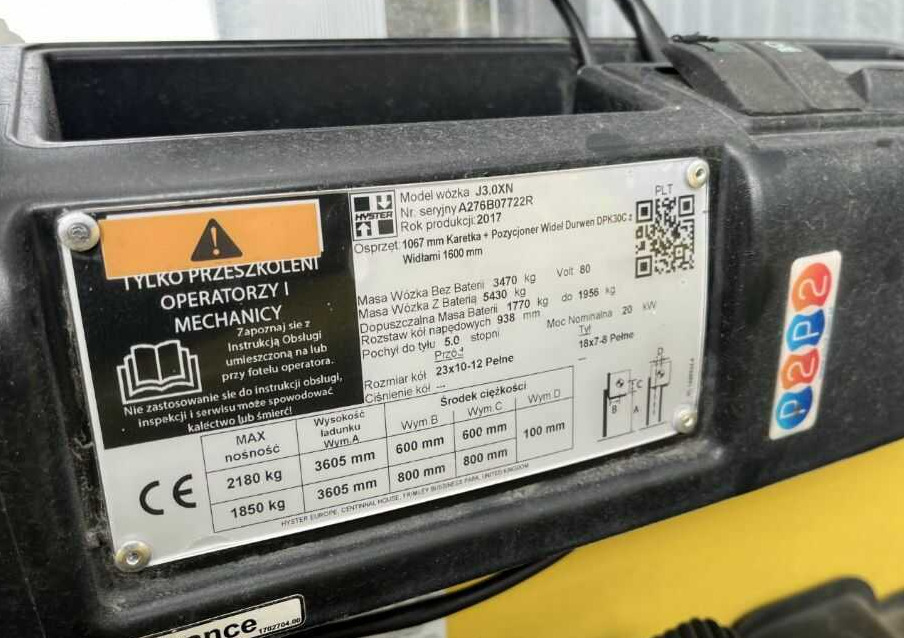 HYSTER
Model wózka J3,0XN
Nr. seryjny A276B07722R
Rok produkcji: 2017
Osprzęt: 1067 mm Karetka + Pozycjoner Wideł Durwen DPK30C z
Widłami 1600 mm
PLT
TYLKO PRZESZKOLENI
OPERATORZY I
MECHANICY
Zapoznaj sie z
Instrukcją Obsługi
umieszczoną na lub
przy fotelu operatora.
Nie zastosowanie sie do instrukcji obsługi,
inspekcji i serwisu może spowodować
kalectwo lub śmierć!
Masa Wózka Bez Baterii 3470 kg Volt 80
Masa Wózka Z Baterią 5430 kg
Dopuszczalna Masa Baterii 1770 kg do 1956 kg
Rozstaw kół napędowych 938 mm Moc Nominalna 20 kW
Pochył do tyłu 5.0 stopni
Przód Tył
Rozmiar kół 23x10-12 Pełne 18x7-8 Pełne
Ciśnienie kół --- ---
MAX nośność
Wysokość ładunku Wym.A
Środek ciężkości
Wym B Wym C Wym D
2180 kg 3605 mm 600 mm 600 mm 100 mm
1850 kg 3605 mm 800 mm 800 mm
D
C
B
A
CE
HYSTER EUROPE, CENTENNIAL HOUSE, FRIMLEY BUSINESS PARK, UNITED KINGDOM
P2P2
ance
1762704-00